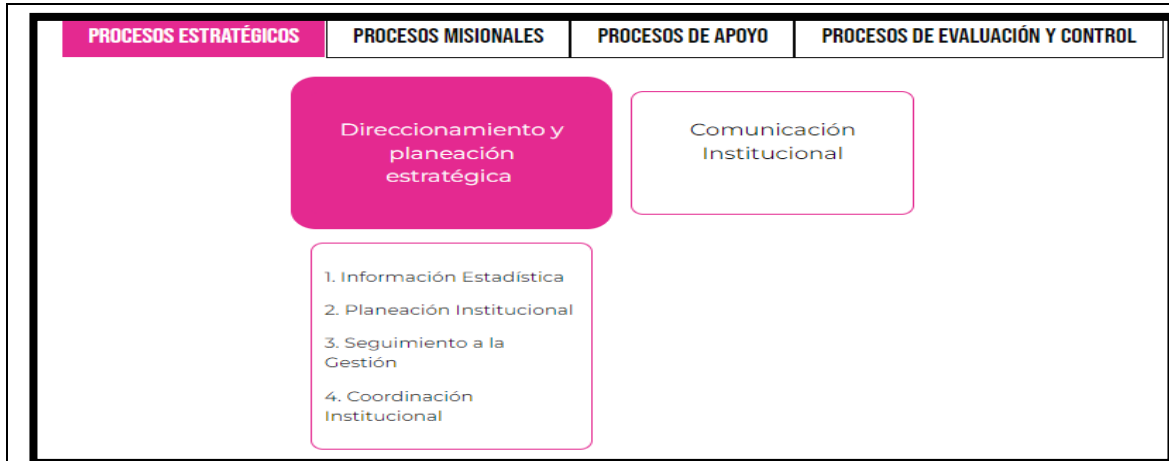 PROCESOS ESTRATÉGICOS PROCESOS MISIONALES PROCESOS DE APOYO PROCESOS DE EVALUACIÓN Y CONTROL
Direccionamiento y
planeación
estratégica
Comunicación
Institucional
1. Información Estadística
2. Planeación Institucional
3. Seguimiento a la
Gestión
4. Coordinación
Institucional